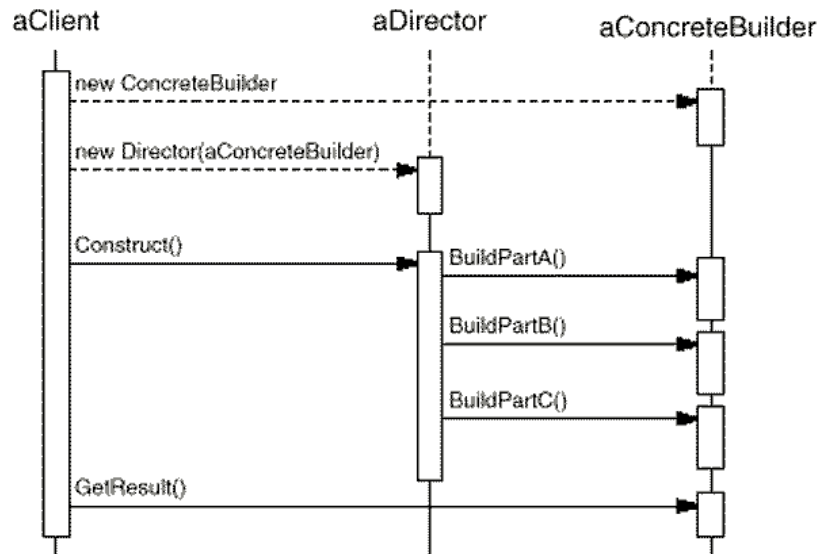 aClient
aDirector
aConcreteBuilder
new ConcreteBuilder
new Director(aConcreteBuilder)
Construct()
BuildPartA()
BuildPartB()
BuildPartC()
GetResult()